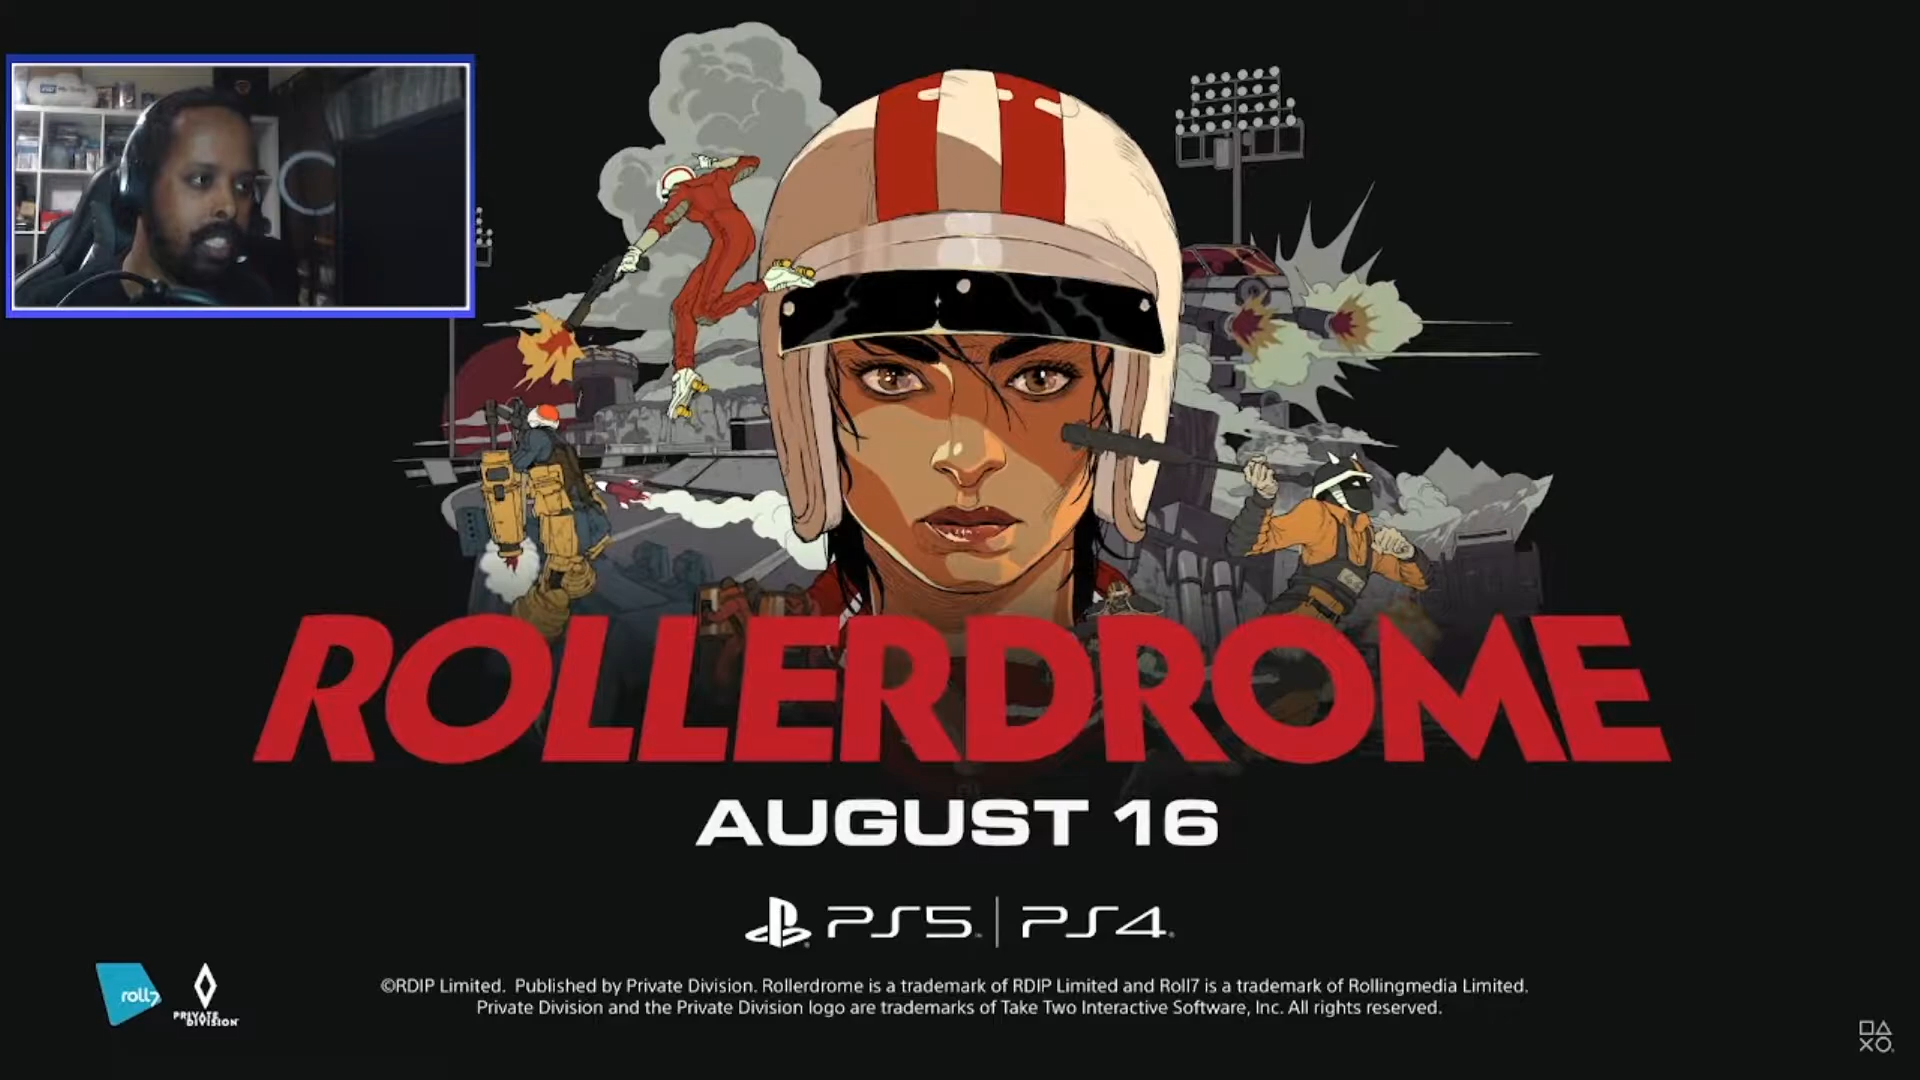 ROLLERDROME
AUGUST 16
PS5 | PS4
roll7
PRIVATE DIVISION
©RDIP Limited. Published by Private Division. Rollerdrome is a trademark of RDIP Limited and Roll7 is a trademark of Rollingmedia Limited.
Private Division and the Private Division logo are trademarks of Take Two Interactive Software, Inc. All rights reserved.